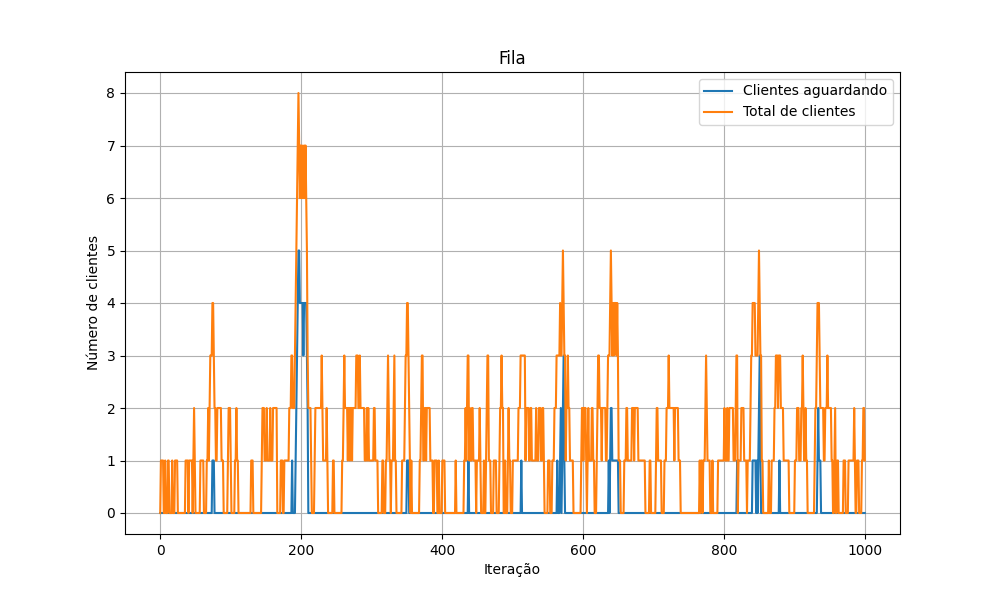 Fila
Clientes aguardando
Total de clientes
Número de clientes
8
7
6
5
4
3
2
1
0
0 200 400 600 800 1000
Iteração